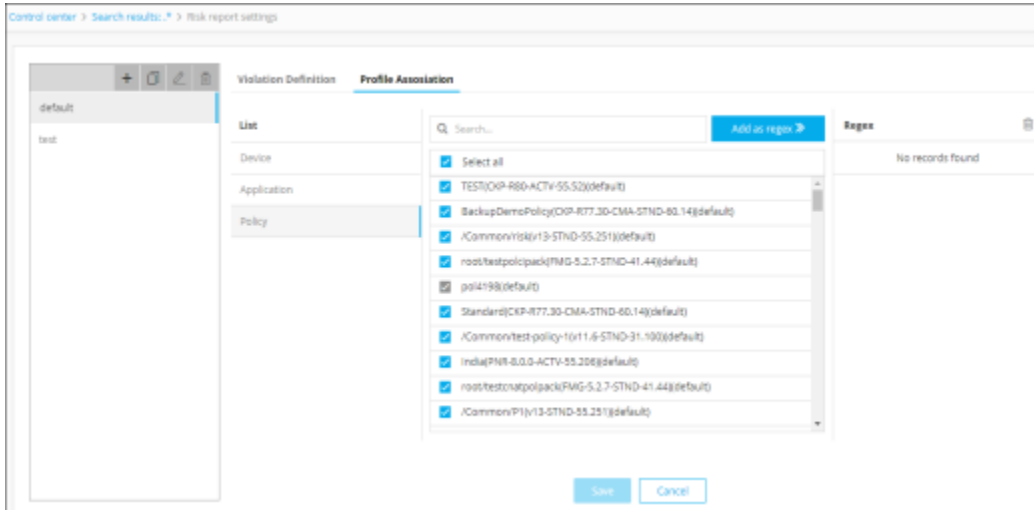 Control center > Search results: .* > Risk report settings
Violation Definition
Profile Assosiation
default
test
List
Device
Application
Policy
Search...
Add as regex
Select all
TEST(CKP-R80-ACTV-55.52)(default)
BackupDemoPolicy(CKP-R77.30-CMA-STND-60.14)(default)
/Common/risk(v13-STND-55.251)(default)
root/testpolcipack(FMG-5.2.7-STND-41.44)(default)
pol4198(default)
Standard(CKP-R77.30-CMA-STND-60.14)(default)
/Common/test-policy-1(v11.6-STND-31.100)(default)
India(PNR-8.0.0-ACTV-55.206)(default)
root/testcnatpolpack(FMG-5.2.7-STND-41.44)(default)
/Common/P1(v13-STND-55.251)(default)
Regex
No records found
Save
Cancel